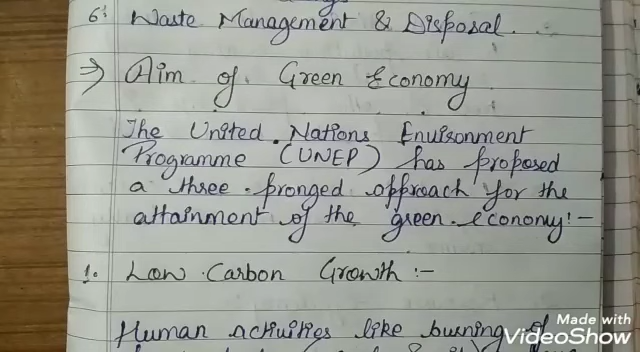 6: Waste Management & Disposal.
⇒ Aim of Green Economy
The United Nations Environment
Programme (UNEP) has proposed
a three-pronged approach for the
attainment of the green economy:-
1. Low Carbon Growth :-
Human activities like burning of
Made with
VideoShow